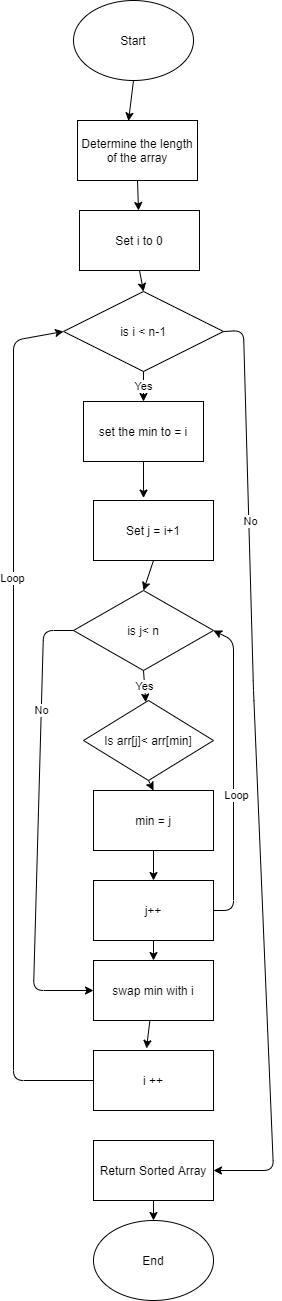 Start
Determine the length
of the array
Set i to 0
is i < n-1
Yes
set the min to = i
Set j = i+1
No
Loop
is j< n
Yes
No
Is arr[j]< arr[min]
Loop
min = j
j++
swap min with i
i ++
Return Sorted Array
End